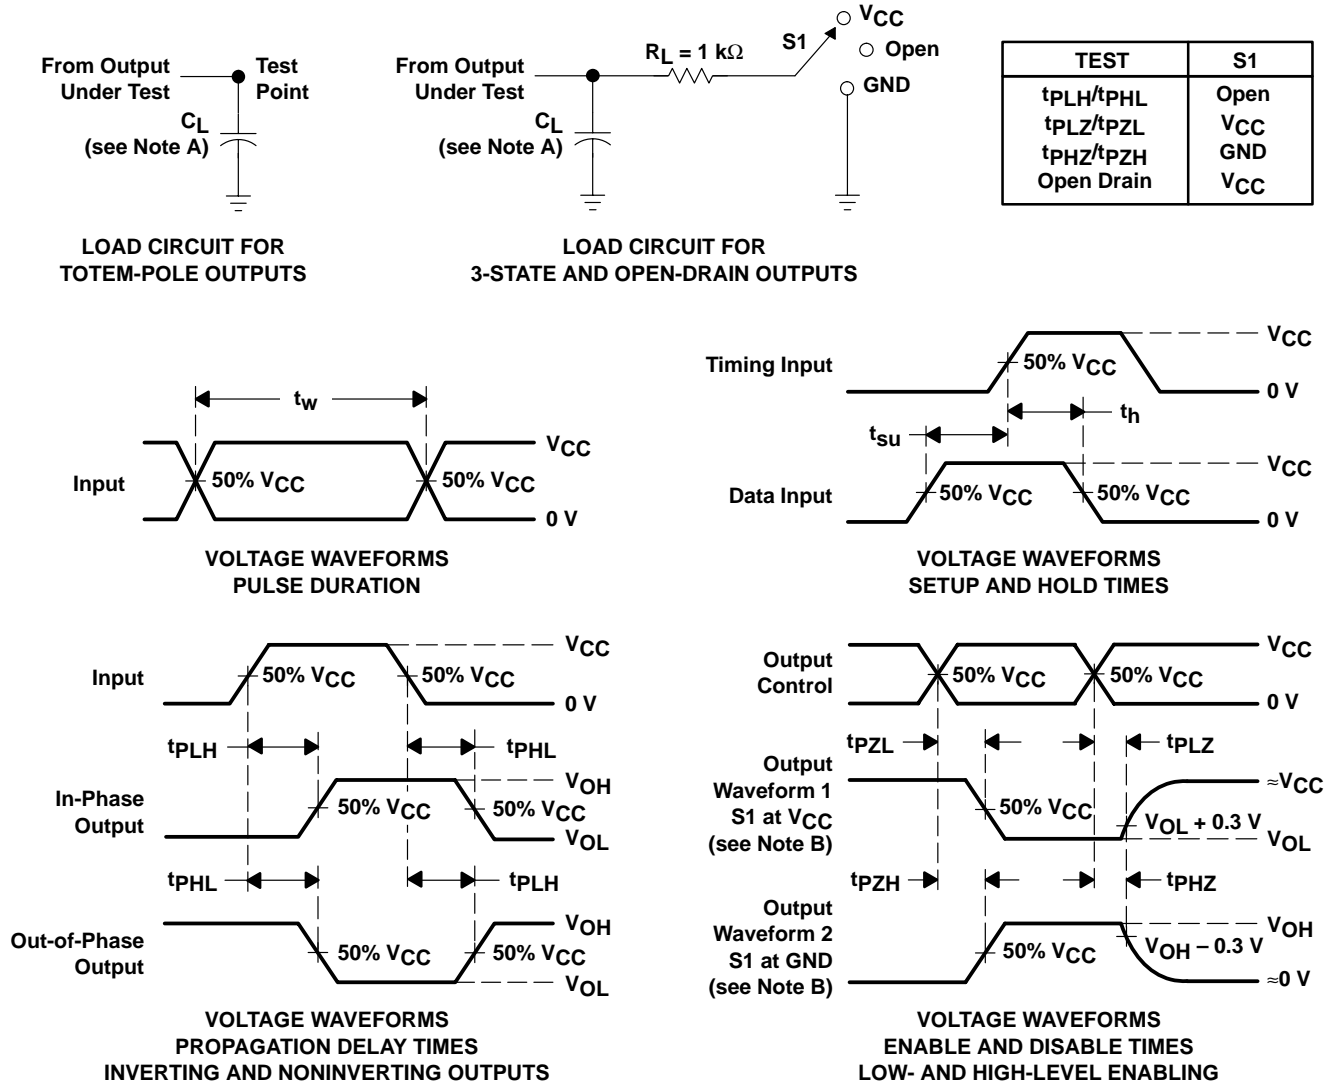 From Output
Under Test
Test
Point
CL
(see Note A)
LOAD CIRCUIT FOR
TOTEM-POLE OUTPUTS
From Output
Under Test
CL
(see Note A)
RL = 1 kΩ
S1
VCC
Open
GND
LOAD CIRCUIT FOR
3-STATE AND OPEN-DRAIN OUTPUTS
TEST S1
tPLH/tPHL Open
tPLZ/tPZL VCC
tPHZ/tPZH GND
Open Drain VCC
tw
Input
50% VCC
50% VCC
VCC
0 V
VOLTAGE WAVEFORMS
PULSE DURATION
Timing Input
50% VCC
VCC
0 V
th
tsu
Data Input
50% VCC
50% VCC
VCC
0 V
VOLTAGE WAVEFORMS
SETUP AND HOLD TIMES
Input
50% VCC
50% VCC
VCC
0 V
tPLH
tPHL
In-Phase
Output
50% VCC
50% VCC
VOH
VOL
tPHL
tPLH
Out-of-Phase
Output
50% VCC
50% VCC
VOH
VOL
VOLTAGE WAVEFORMS
PROPAGATION DELAY TIMES
INVERTING AND NONINVERTING OUTPUTS
Output
Control
50% VCC
50% VCC
VCC
0 V
tPZL
tPLZ
Output
Waveform 1
S1 at VCC
(see Note B)
50% VCC
≈VCC
VOL + 0.3 V
VOL
tPZH
tPHZ
Output
Waveform 2
S1 at GND
(see Note B)
50% VCC
VOH
VOH − 0.3 V
≈0 V
VOLTAGE WAVEFORMS
ENABLE AND DISABLE TIMES
LOW- AND HIGH-LEVEL ENABLING